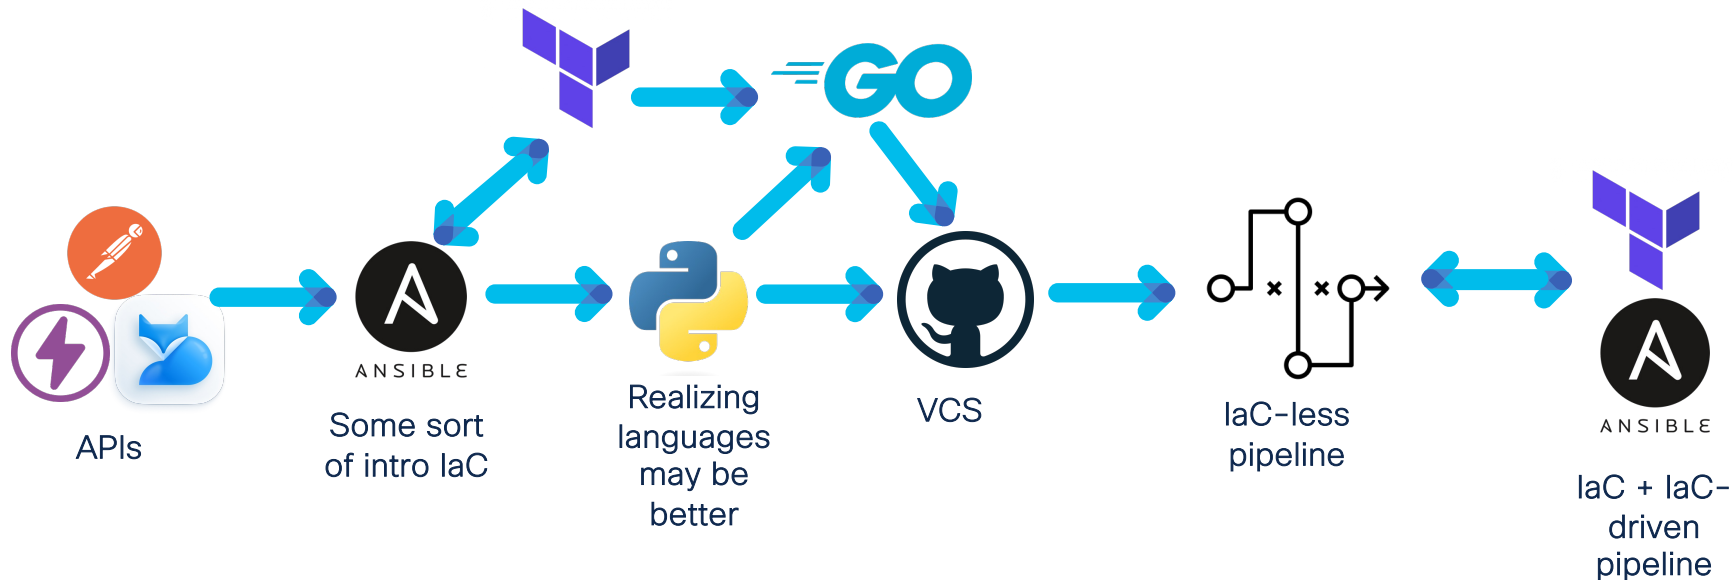 GO
APIs
ANSIBLE
Some sort
of intro IaC
Realizing
languages
may be
better
VCS
IaC-less
pipeline
ANSIBLE
IaC + IaC-
driven
pipeline